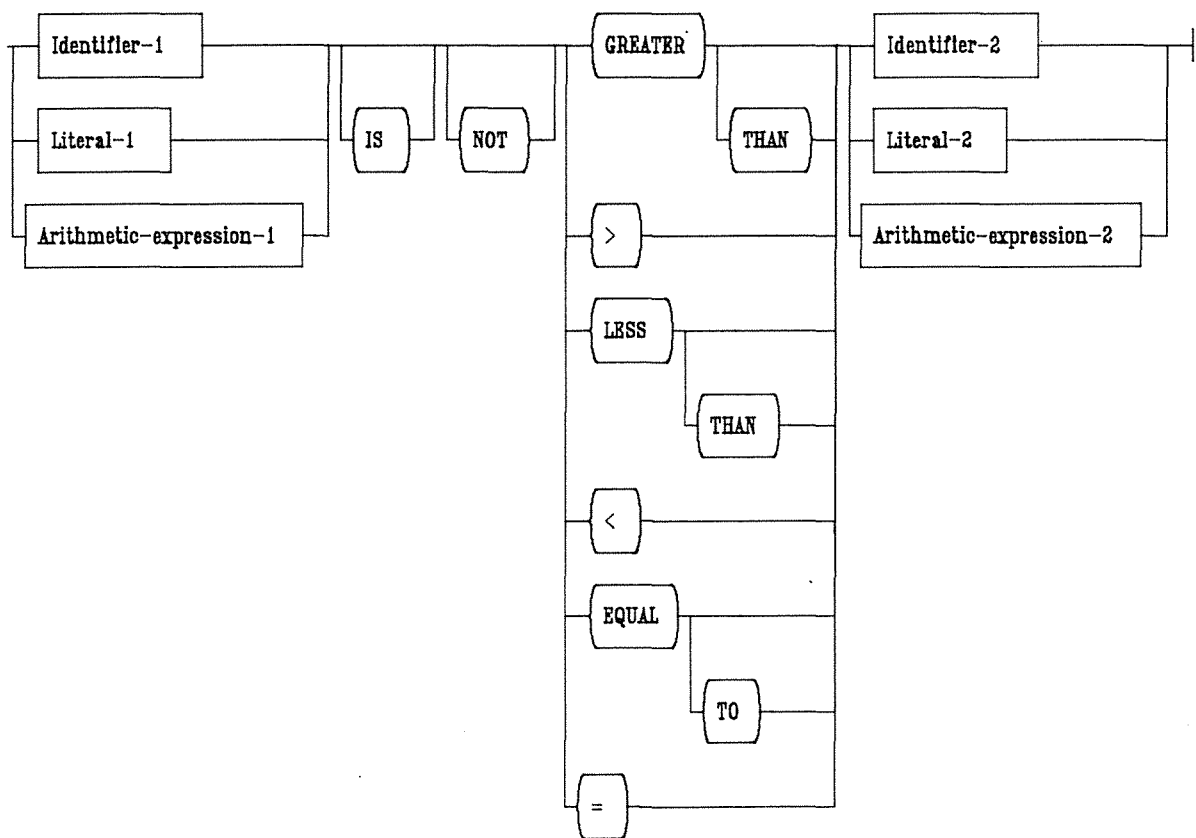 Identifier-1 GREATER Identifier-2
Literal-1 IS NOT THAN Literal-2
Arithmetic-expression-1 > Arithmetic-expression-2
LESS
THAN
<
EQUAL
TO
=